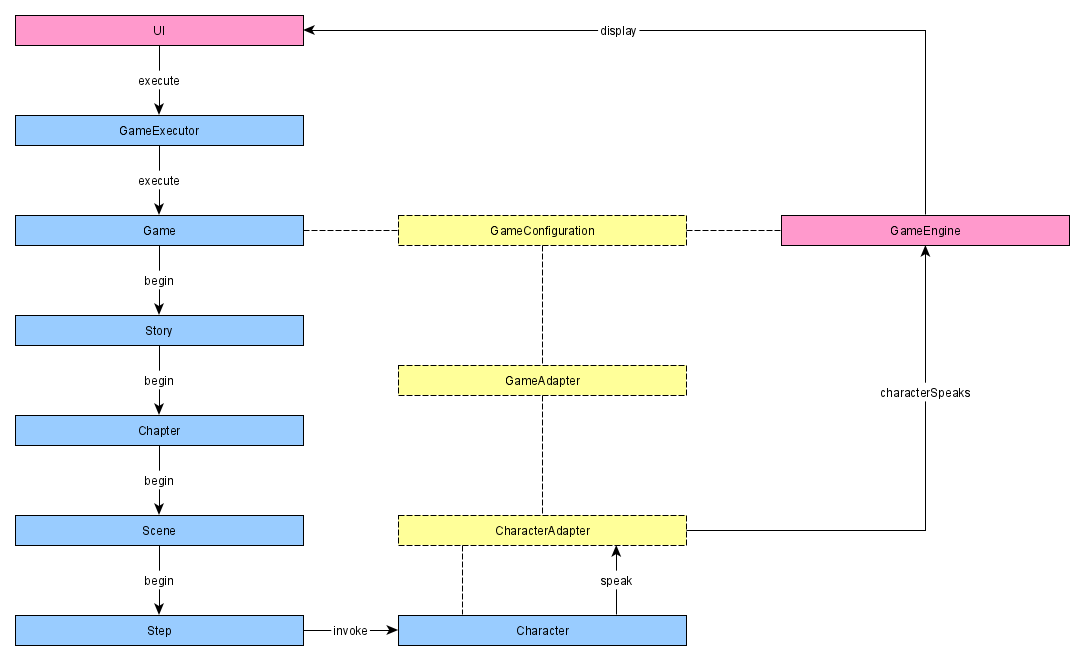 UI
display
execute
GameExecutor
execute
Game
GameConfiguration
GameEngine
begin
Story
begin
GameAdapter
characterSpeaks
Chapter
begin
Scene
CharacterAdapter
begin
speak
Step
invoke
Character